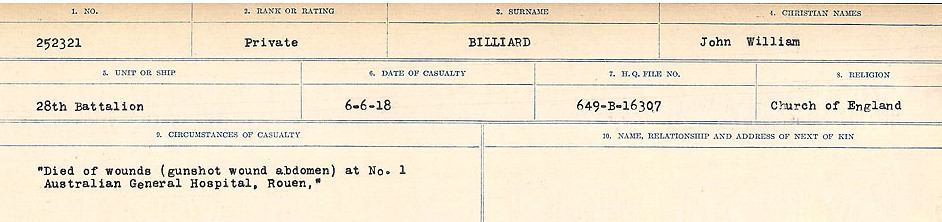 1. NO. 2. RANK OR RATING 3. SURNAME 4. CHRISTIAN NAMES
252321 Private BILLIARD John William
5. UNIT OR SHIP 6. DATE OF CASUALTY 7. H.Q. FILE NO. 8. RELIGION
28th Battalion 6-6-18 649-B-16307 Church of England
9. CIRCUMSTANCES OF CASUALTY 10. NAME, RELATIONSHIP AND ADDRESS OF NEXT OF KIN
"Died of wounds (gunshot wound abdomen) at No. 1
Australian General Hospital, Rouen,"